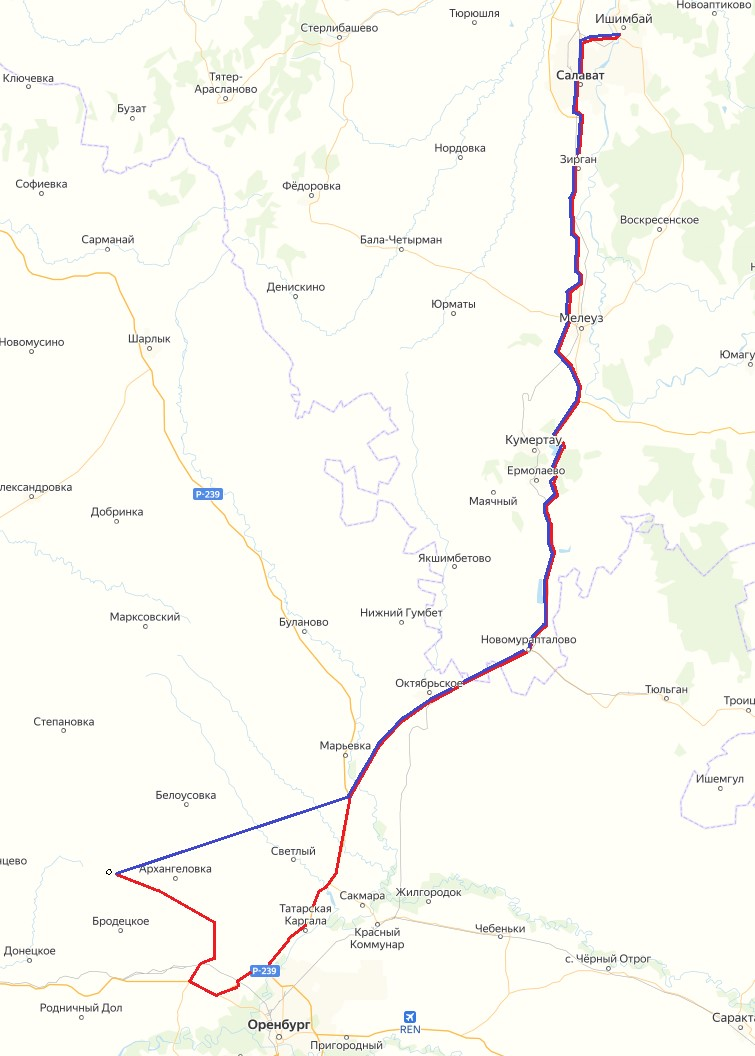 Новоаптиково
Тюрюшля
Ишимбай
Стерлибашево
Ключевка
Тятер-
Арасланово
Салават
Бузат
Нордовка
Зирган
Софиевка
Фёдоровка
Воскресенское
Сарманай
Бала-Четырман
Денискино
Юрматы
Мелеуз
Новомусино
Шарлык
Юмагу
Кумертау
Ермолаево
лександровка
Р-239
Маячный
Добринка
Якшимбетово
Марксовский
Нижний Гумбет
Буланово
Новомурапталово
Октябрьское
Тюльган
Троиц
Степановка
Марьевка
Ишемгул
Белоусовка
Светлый
нцево
Архангеловка
Сакмара
Жилгородок
Татарская
Каргала
Бродецкое
Красный
Коммунар
Чебеньки
Донецкое
с. Чёрный Отрог
Р-239
Родничный Дол
Оренбург
REN
Саракта
Пригородный